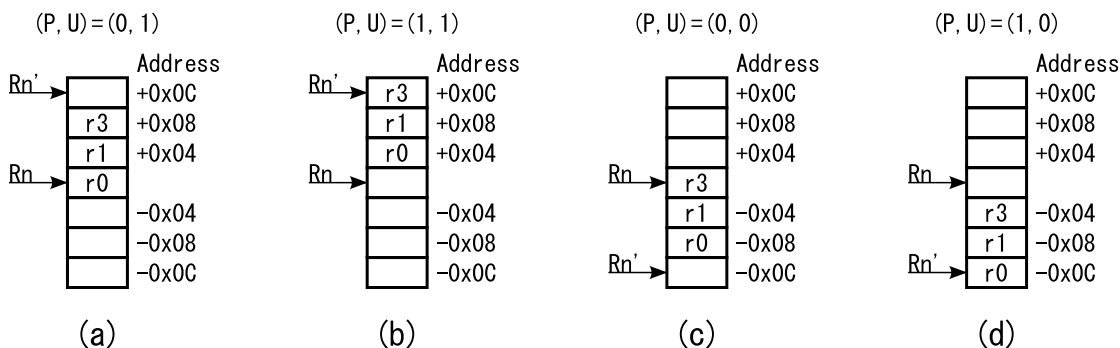 (P,U)=(0,1)
Address
Rn' +0x0C
r3 +0x08
r1 +0x04
Rn r0
-0x04
-0x08
-0x0C
(a)
(P,U)=(1,1)
Address
Rn' r3 +0x0C
r1 +0x08
r0 +0x04
Rn
-0x04
-0x08
-0x0C
(b)
(P,U)=(0,0)
Address
+0x0C
+0x08
+0x04
Rn r3
r1 -0x04
r0 -0x08
Rn' -0x0C
(c)
(P,U)=(1,0)
Address
+0x0C
+0x08
+0x04
Rn
r3 -0x04
r1 -0x08
Rn' r0 -0x0C
(d)